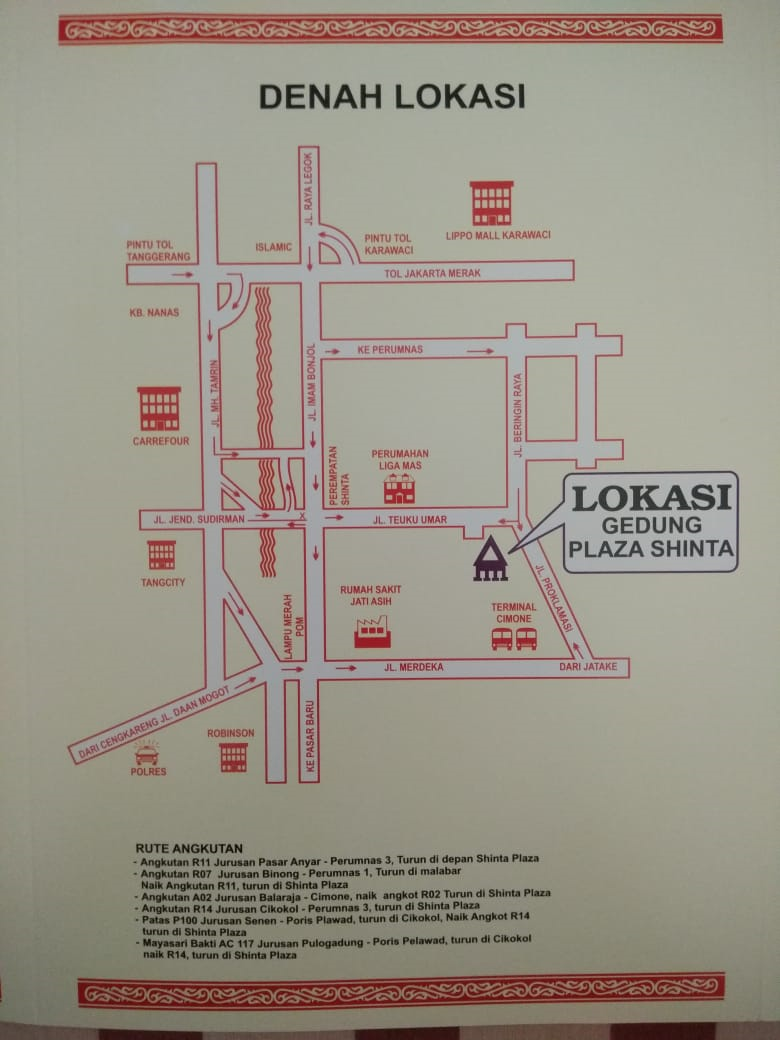 DENAH LOKASI
JL. RAYA LEGOK
LIPPO MALL KARAWACI
PINTU TOL
TANGGERANG
ISLAMIC
PINTU TOL
KARAWACI
TOL JAKARTA MERAK
KB. NANAS
KE PERUMNAS
JL. MH. TAMRIN
JL. IMAM BONJOL
JL. BERINGIN RAYA
CARREFOUR
PEREMPATAN
SHINTA
PERUMAHAN
LIGA MAS
LOKASI
GEDUNG
PLAZA SHINTA
JL. JEND. SUDIRMAN
X
JL. TEUKU UMAR
TANGCITY
JL. PROKLAMASI
RUMAH SAKIT
JATI ASIH
TERMINAL
CIMONE
LAMPU MERAH
POM
JL. MERDEKA
DARI JATAKE
DARI CENGKARENG JL. DAAN MOGOT
KE PASAR BARU
POLRES
ROBINSON
RUTE ANGKUTAN
- Angkutan R11 Jurusan Pasar Anyar - Perumnas 3, Turun di depan Shinta Plaza
- Angkutan R07 Jurusan Binong - Perumnas 1, Turun di malabar
Naik Angkutan R11, turun di Shinta Plaza
- Angkutan A02 Jurusan Balaraja - Cimone, naik angkot R02 Turun di Shinta Plaza
- Angkutan R14 Jurusan Cikokol - Perumnas 3, turun di Shinta Plaza
- Patas P100 Jurusan Senen - Poris Plawad, turun di Cikokol, Naik Angkot R14
turun di Shinta Plaza
- Mayasari Bakti AC 117 Jurusan Pulogadung - Poris Pelawad, turun di Cikokol
naik R14, turun di Shinta Plaza